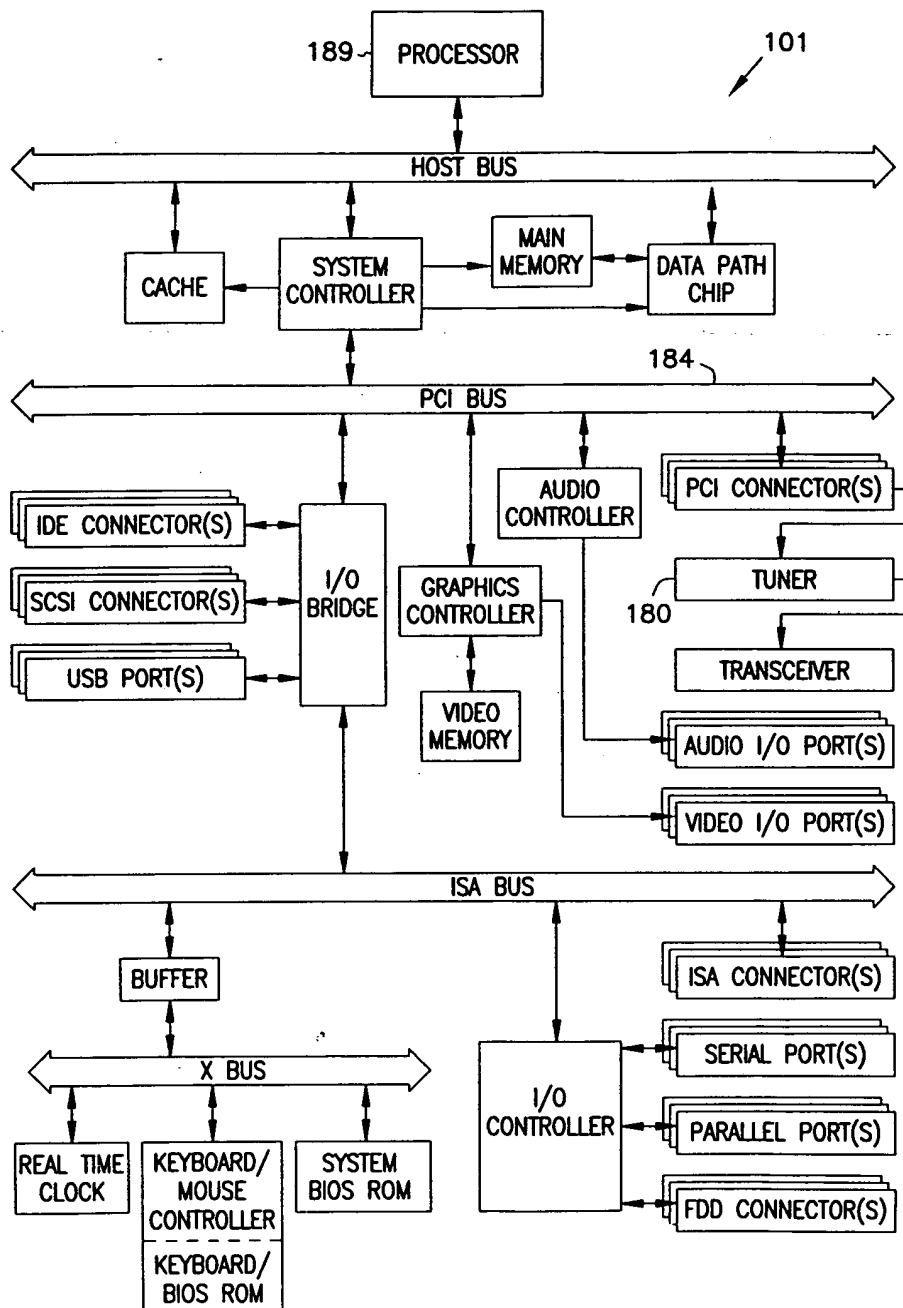 189
PROCESSOR
101
HOST BUS
CACHE
SYSTEM
CONTROLLER
MAIN
MEMORY
DATA PATH
CHIP
184
PCI BUS
IDE CONNECTOR(S)
SCSI CONNECTOR(S)
USB PORT(S)
I/O
BRIDGE
GRAPHICS
CONTROLLER
VIDEO
MEMORY
AUDIO
CONTROLLER
PCI CONNECTOR(S)
TUNER
180
TRANSCEIVER
AUDIO I/O PORT(S)
VIDEO I/O PORT(S)
ISA BUS
BUFFER
X BUS
REAL TIME
CLOCK
KEYBOARD/
MOUSE
CONTROLLER
KEYBOARD/
BIOS ROM
SYSTEM
BIOS ROM
I/O
CONTROLLER
ISA CONNECTOR(S)
SERIAL PORT(S)
PARALLEL PORT(S)
FDD CONNECTOR(S)